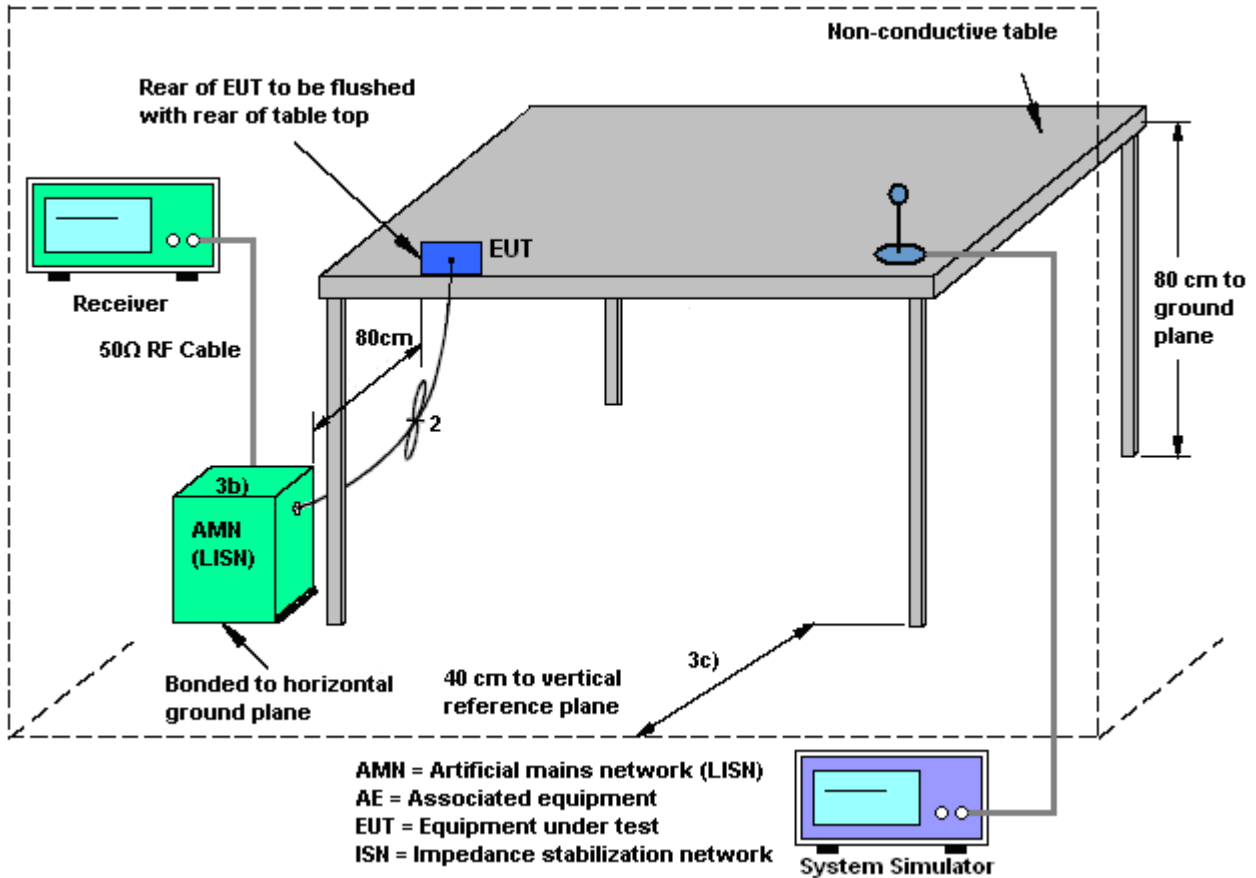 Non-conductive table
Rear of EUT to be flushed
with rear of table top
EUT
Receiver
80 cm to
ground
plane
80cm
50Ω RF Cable
2
3b)
AMN
(LISN)
3c)
Bonded to horizontal
ground plane
40 cm to vertical
reference plane
AMN = Artificial mains network (LISN)
AE = Associated equipment
EUT = Equipment under test
ISN = Impedance stabilization network
System Simulator